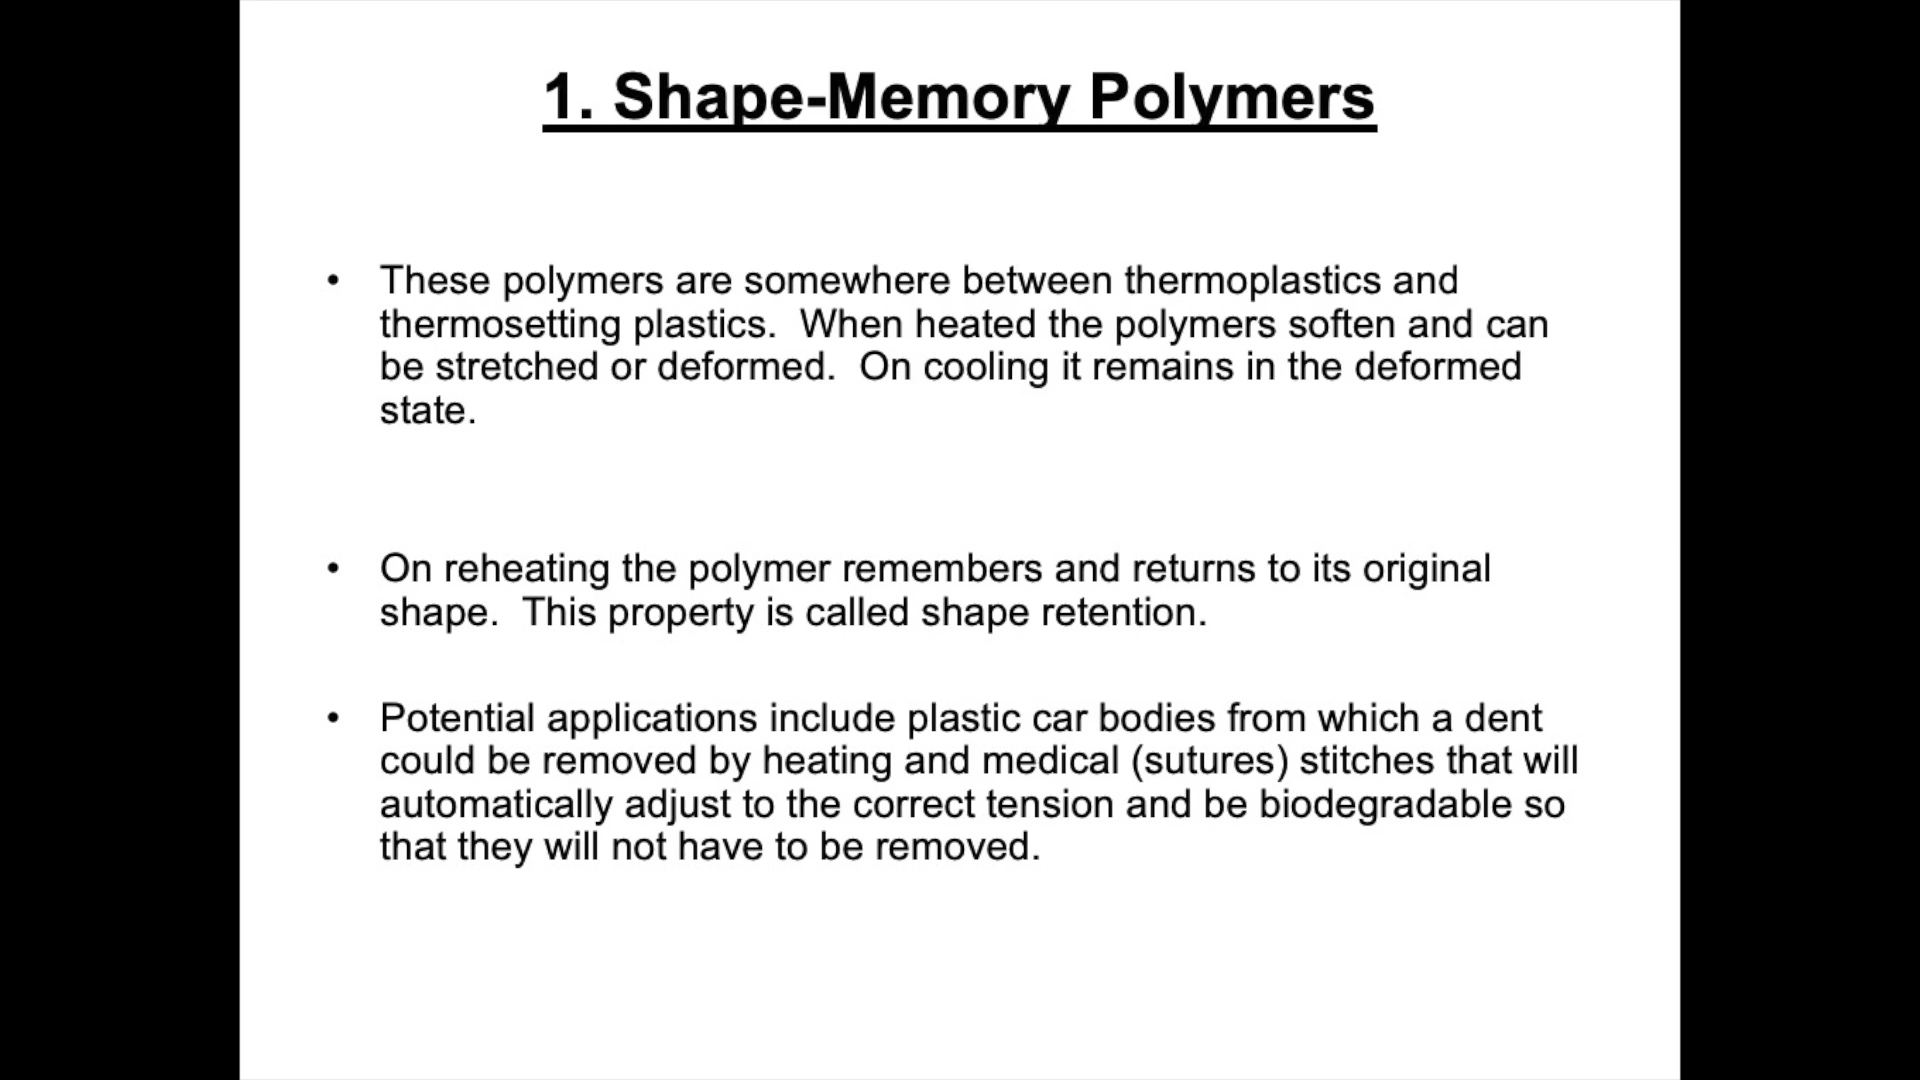 1. Shape-Memory Polymers
• These polymers are somewhere between thermoplastics and
thermosetting plastics.  When heated the polymers soften and can
be stretched or deformed.  On cooling it remains in the deformed
state.
• On reheating the polymer remembers and returns to its original
shape.  This property is called shape retention.
• Potential applications include plastic car bodies from which a dent
could be removed by heating and medical (sutures) stitches that will
automatically adjust to the correct tension and be biodegradable so
that they will not have to be removed.